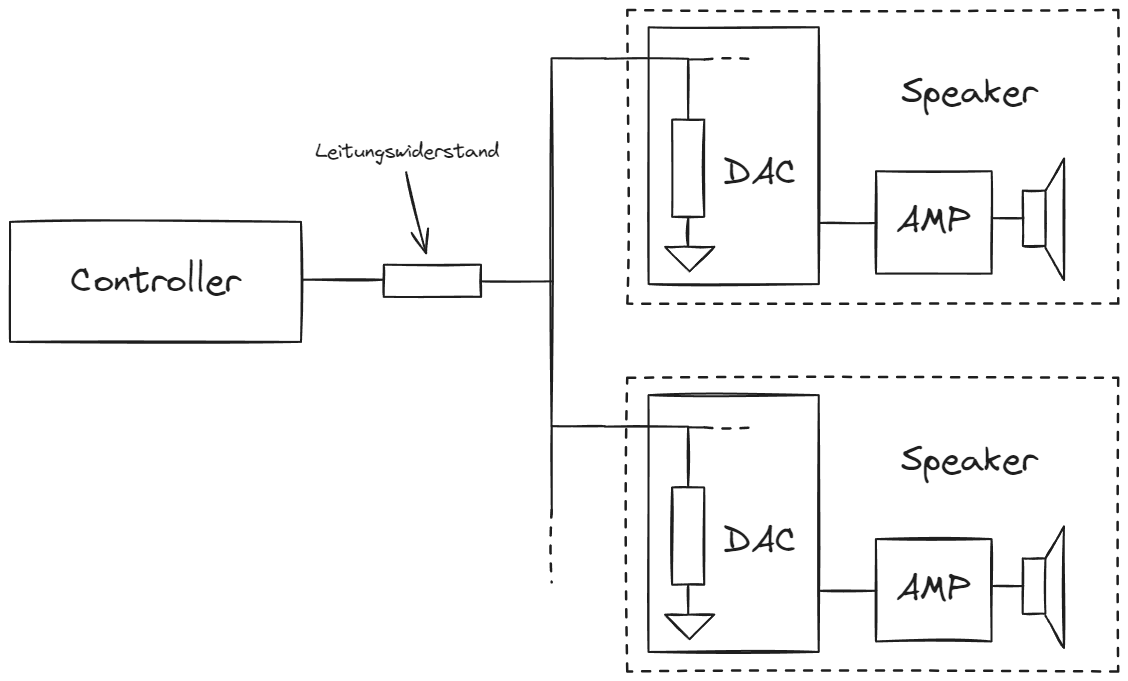 Speaker
Leitungswiderstand
DAC
AMP
Controller
Speaker
DAC
AMP